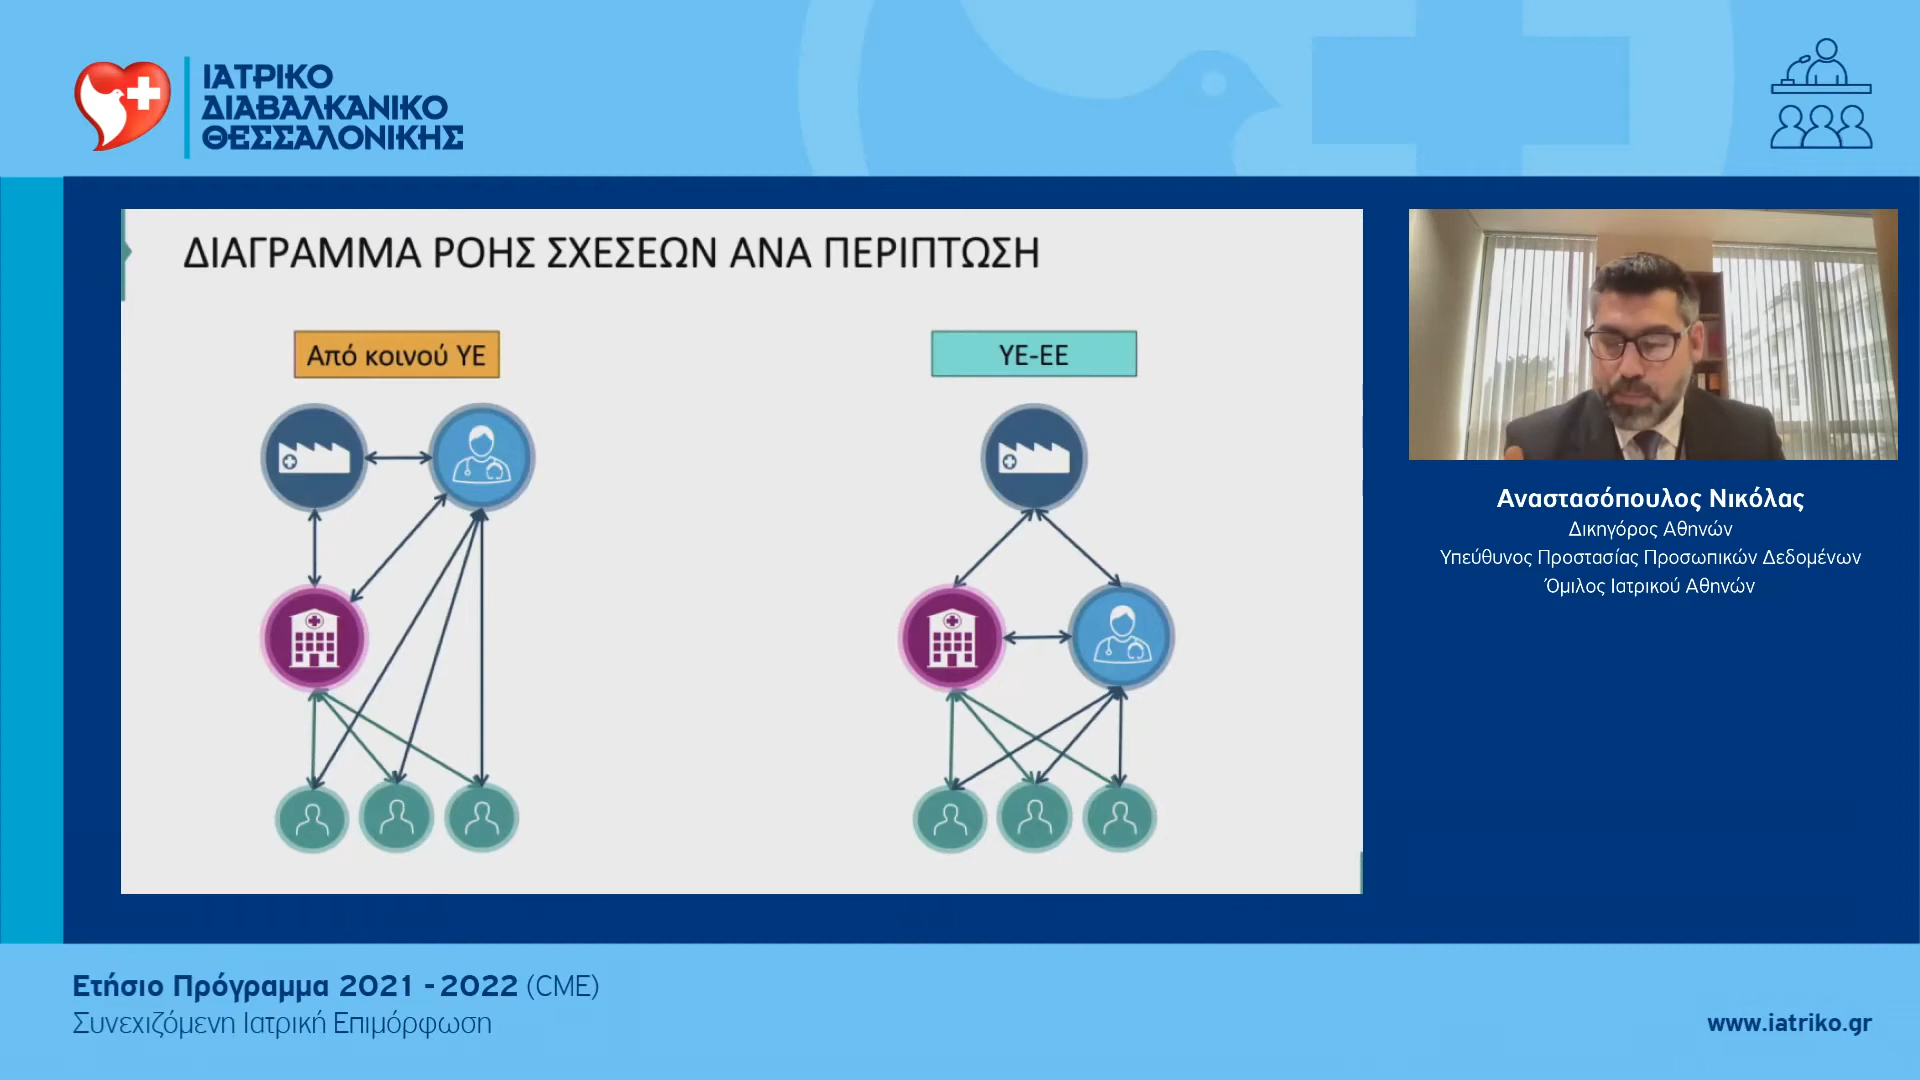 ΙΑΤΡΙΚΟ
ΔΙΑΒΑΛΚΑΝΙΚΟ
ΘΕΣΣΑΛΟΝΙΚΗΣ
ΔΙΑΓΡΑΜΜΑ ΡΟΗΣ ΣΧΕΣΕΩΝ ΑΝΑ ΠΕΡΙΠΤΩΣΗ
Από κοινού ΥΕ
ΥΕ-ΕΕ
Αναστασόπουλος Νικόλας
Δικηγόρος Αθηνών
Υπεύθυνος Προστασίας Προσωπικών Δεδομένων
Όμιλος Ιατρικού Αθηνών
Ετήσιο Πρόγραμμα 2021 - 2022 (CME)
Συνεχιζόμενη Ιατρική Επιμόρφωση
www.iatriko.gr